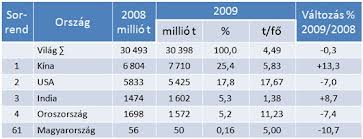 Sor-rend Ország 2008 millió t 2009 Változás % 2009/2008
millió t % t/fő
Világ ∑ 30 493 30 398 100,0 4,49 -0,3
1 Kína 6 804 7 710 25,4 5,83 +13,3
2 USA 5833 5 425 17,8 17,67 -7,0
3 India 1474 1 602 5,3 1,38 +8,7
4 Oroszország 1698 1 572 5,2 11,23 -7,4
61 Magyarország 56 50 0,16 5,00 -10,7